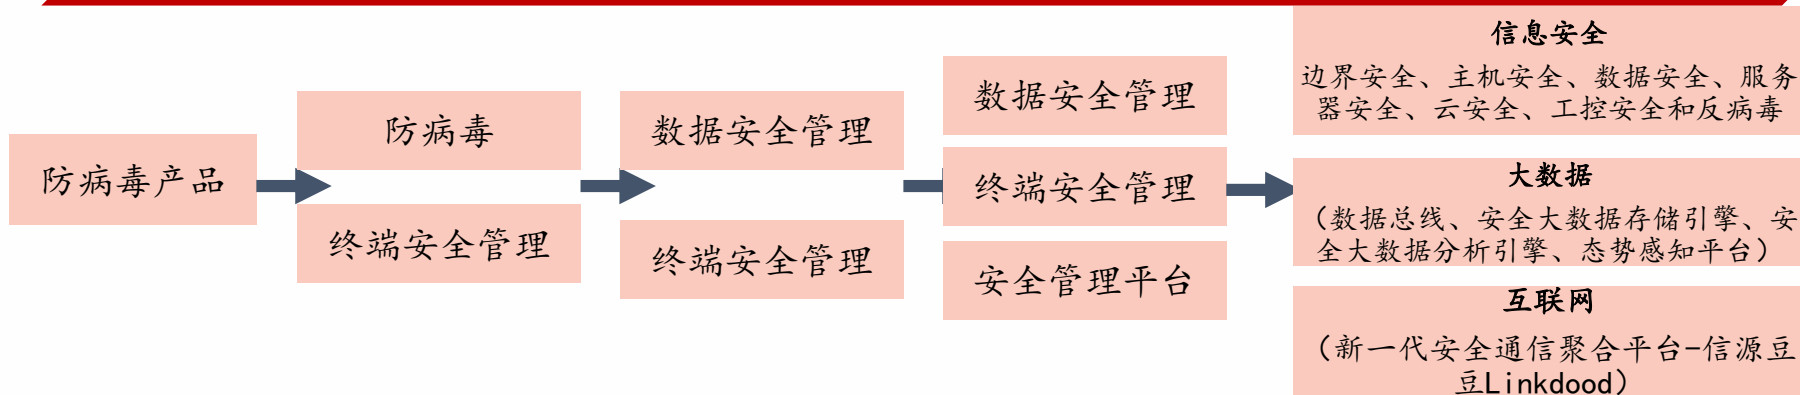 防病毒产品
防病毒
终端安全管理
数据安全管理
终端安全管理
数据安全管理
终端安全管理
安全管理平台
信息安全
边界安全、主机安全、数据安全、服务
器安全、云安全、工控安全和反病毒
大数据
（数据总线、安全大数据存储引擎、安
全大数据分析引擎、态势感知平台）
互联网
（新一代安全通信聚合平台-信源豆
豆Linkdood）